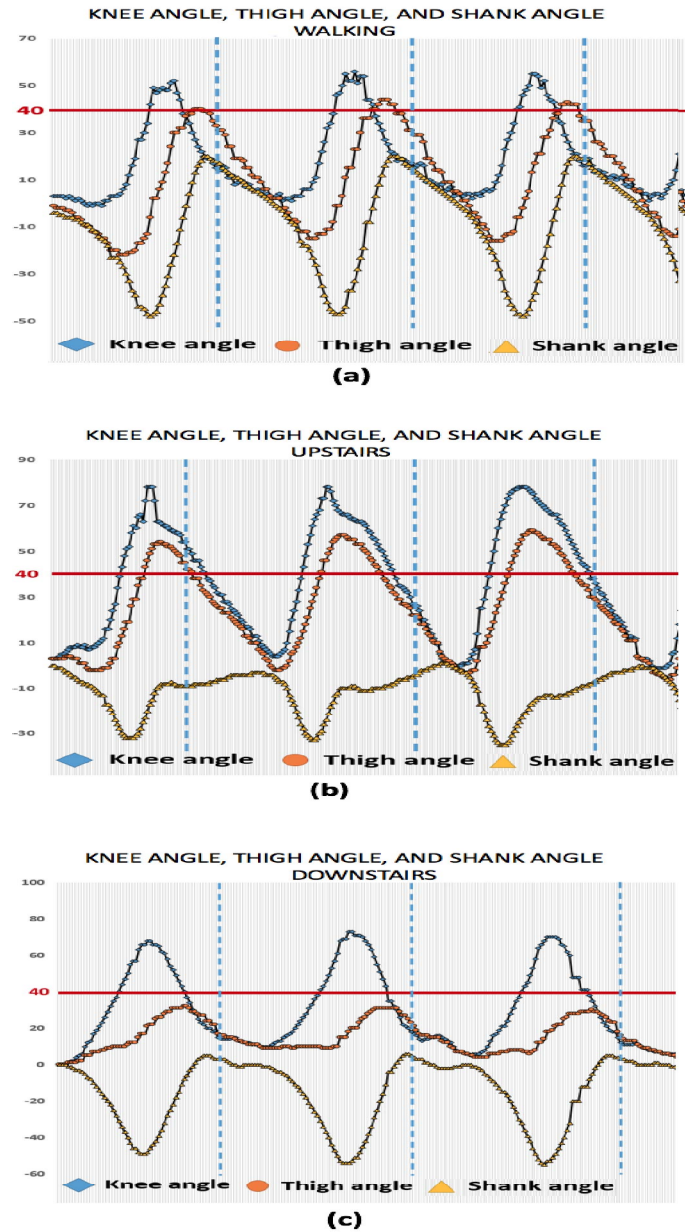 KNEE ANGLE, THIGH ANGLE, AND SHANK ANGLE
WALKING
70
50
40
30
10
-10
-30
-50
Knee angle Thigh angle Shank angle
(a)
KNEE ANGLE, THIGH ANGLE, AND SHANK ANGLE
UPSTAIRS
90
70
50
40
30
10
-10
-30
Knee angle Thigh angle Shank angle
(b)
KNEE ANGLE, THIGH ANGLE, AND SHANK ANGLE
DOWNSTAIRS
100
80
60
40
20
0
-20
-40
-60
Knee angle Thigh angle Shank angle
(c)